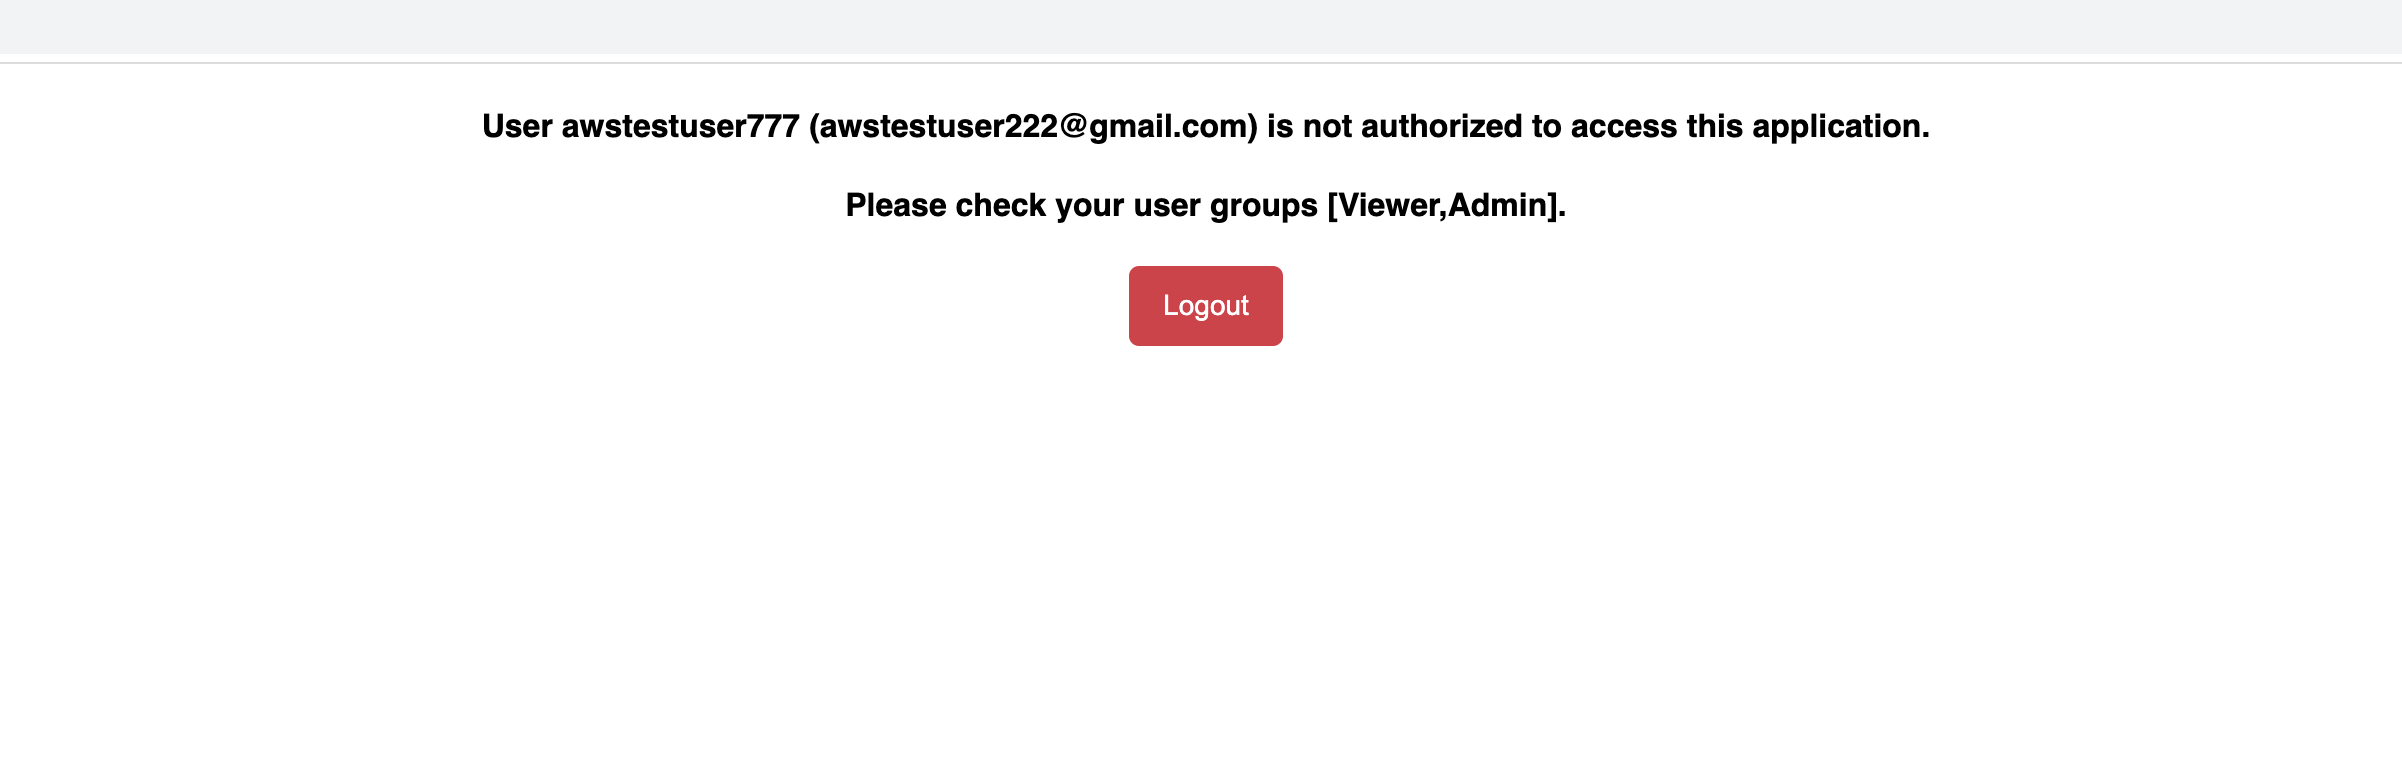 User awstestuser777 (awstestuser222@gmail.com) is not authorized to access this application.
Please check your user groups [Viewer,Admin].
Logout